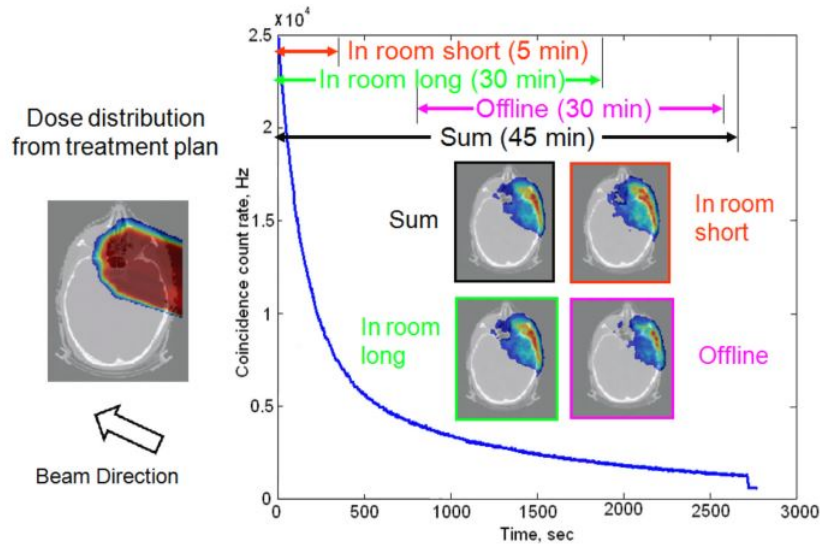 X10⁴
2.5
2
1.5
1
0.5
0
Coincidence count rate, Hz
0 500 1000 1500 2000 2500 3000
Time, sec
In room short (5 min)
In room long (30 min)
Offline (30 min)
Sum (45 min)
Dose distribution
from treatment plan
Beam Direction
Sum
In room
short
In room
long
Offline